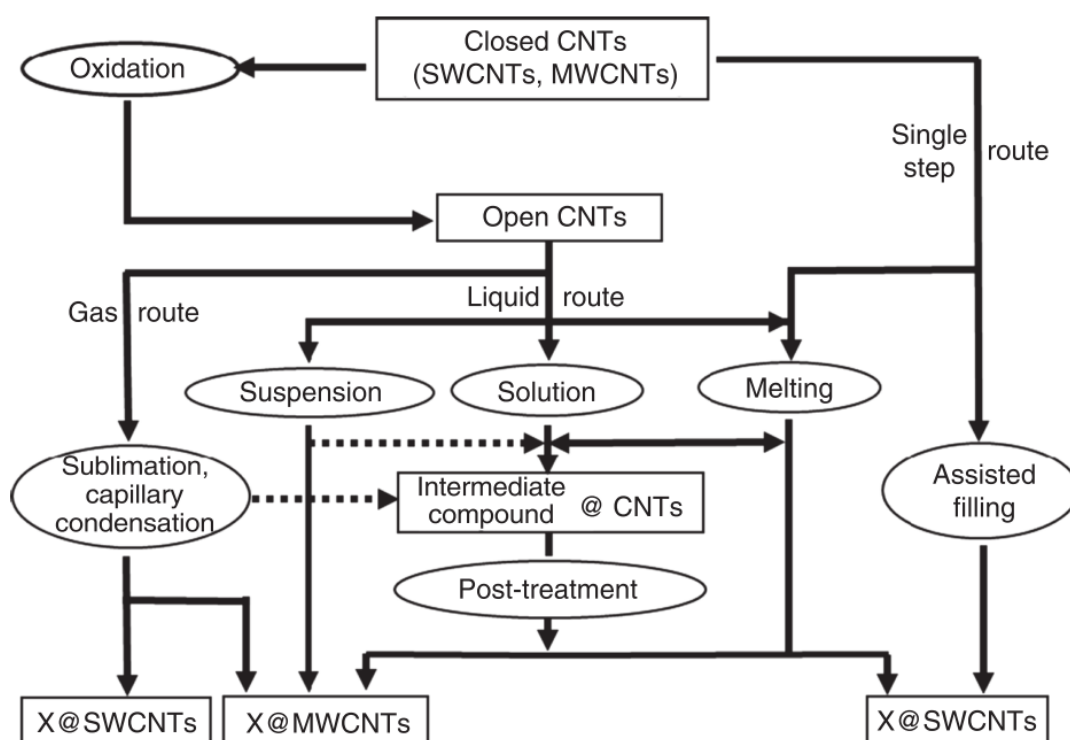 Closed CNTs
(SWCNTs, MWCNTs)
Oxidation
Single
step
route
Open CNTs
Gas route
Liquid route
Suspension
Solution
Melting
Sublimation,
capillary
condensation
Intermediate
compound
@ CNTs
Assisted
filling
Post-treatment
X@SWCNTs
X@MWCNTs
X@SWCNTs